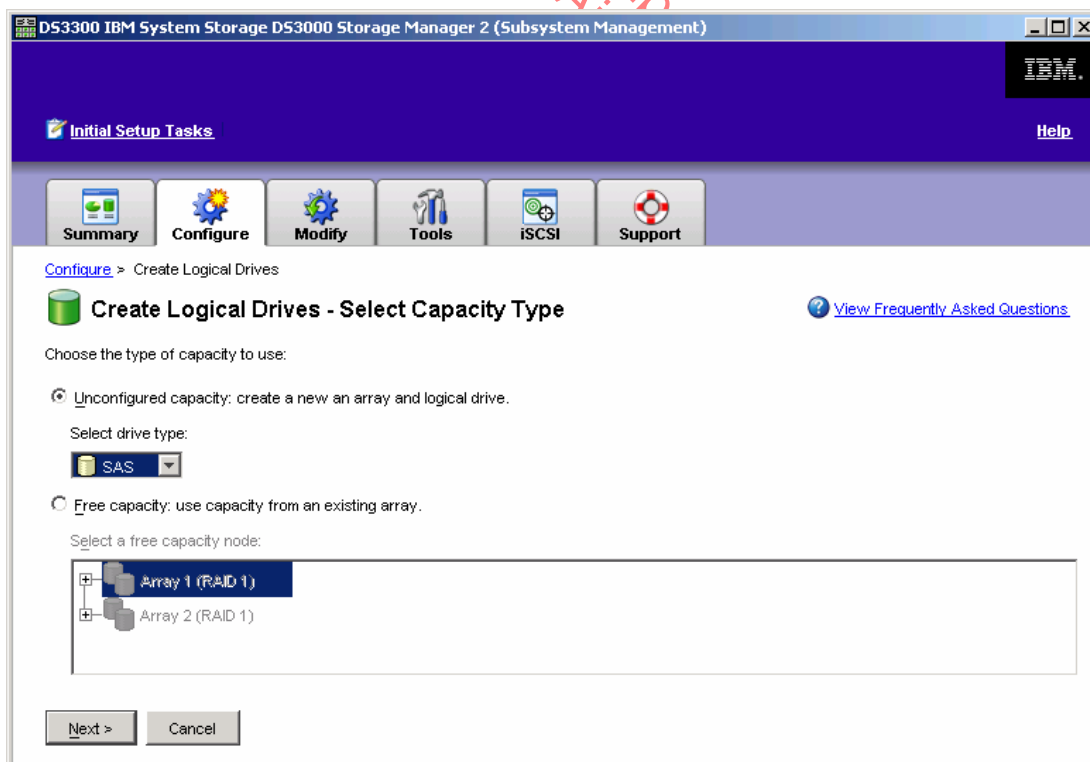 DS3300 IBM System Storage DS3000 Storage Manager 2 (Subsystem Management)
IBM.
Initial Setup Tasks
Help
Summary
Configure
Modify
Tools
iSCSI
Support
Configure > Create Logical Drives
Create Logical Drives - Select Capacity Type
View Frequently Asked Questions
Choose the type of capacity to use:
Unconfigured capacity: create a new an array and logical drive.
Select drive type:
SAS
Free capacity: use capacity from an existing array.
Select a free capacity node:
Array 1 (RAID 1)
Array 2 (RAID 1)
Next >
Cancel